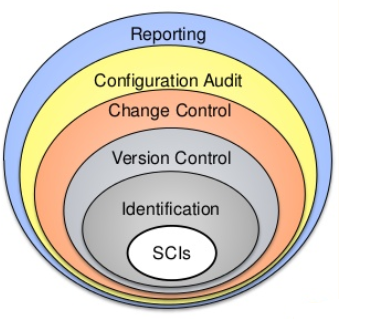 Reporting
Configuration Audit
Change Control
Version Control
Identification
SCIs